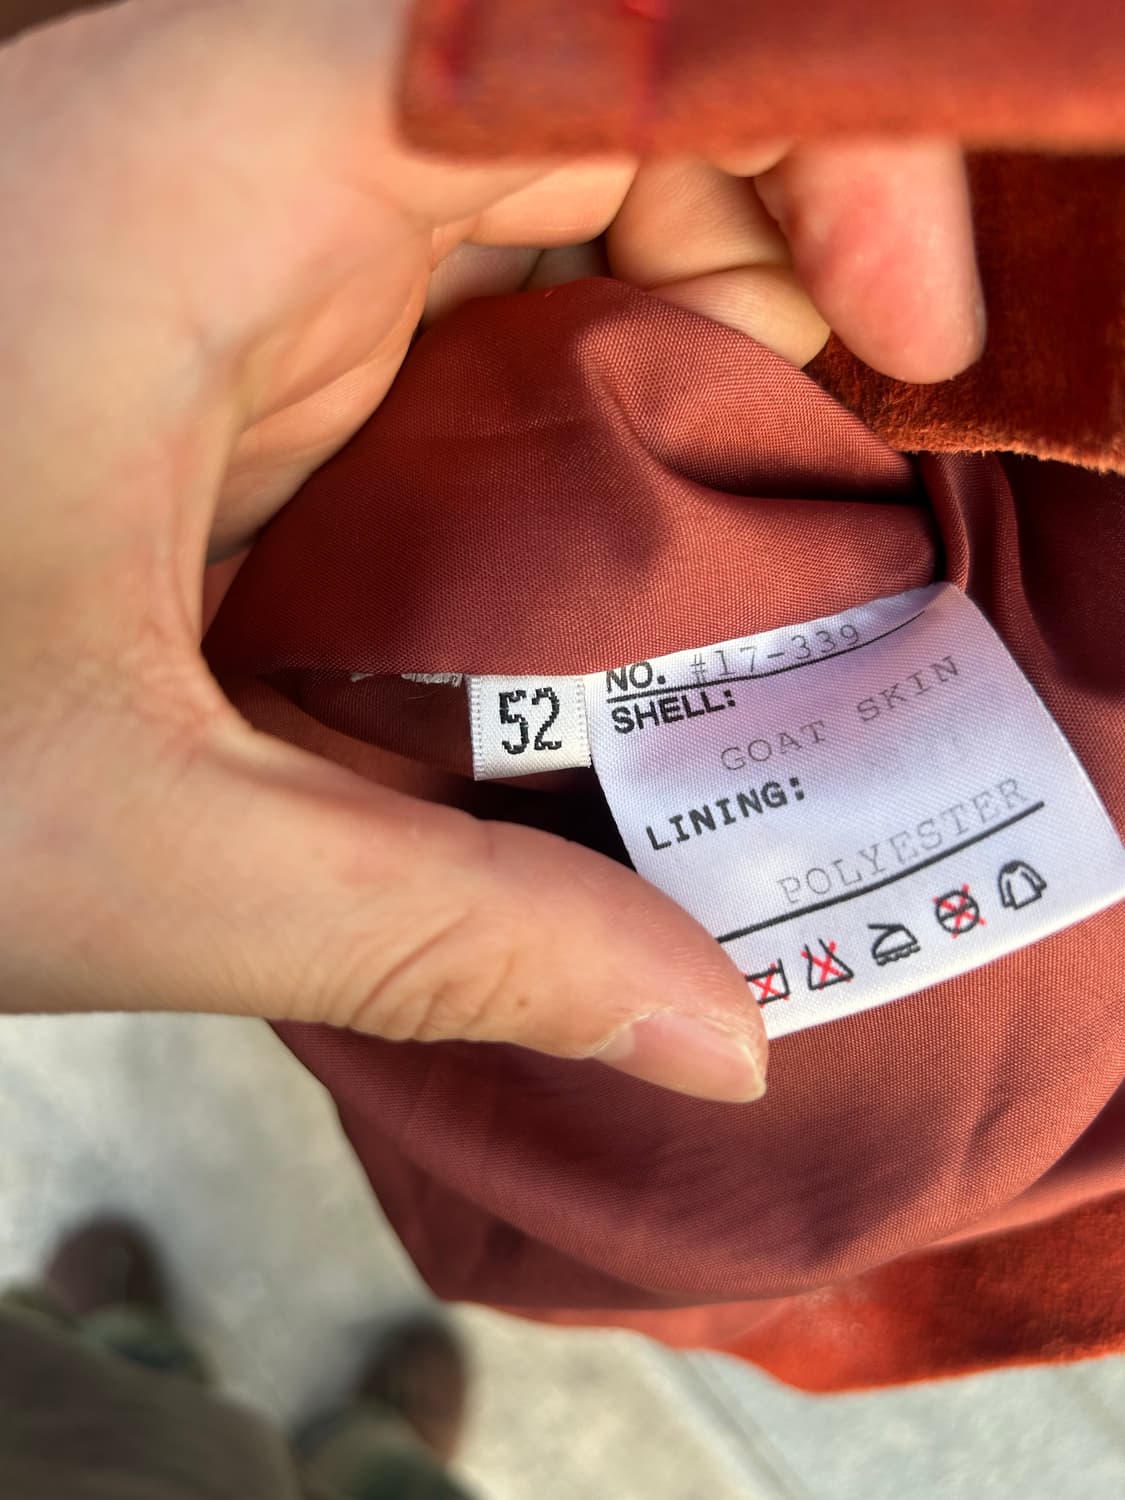 52
NO. #17-339
SHELL:
GOAT SKIN
LINING:
POLYESTER